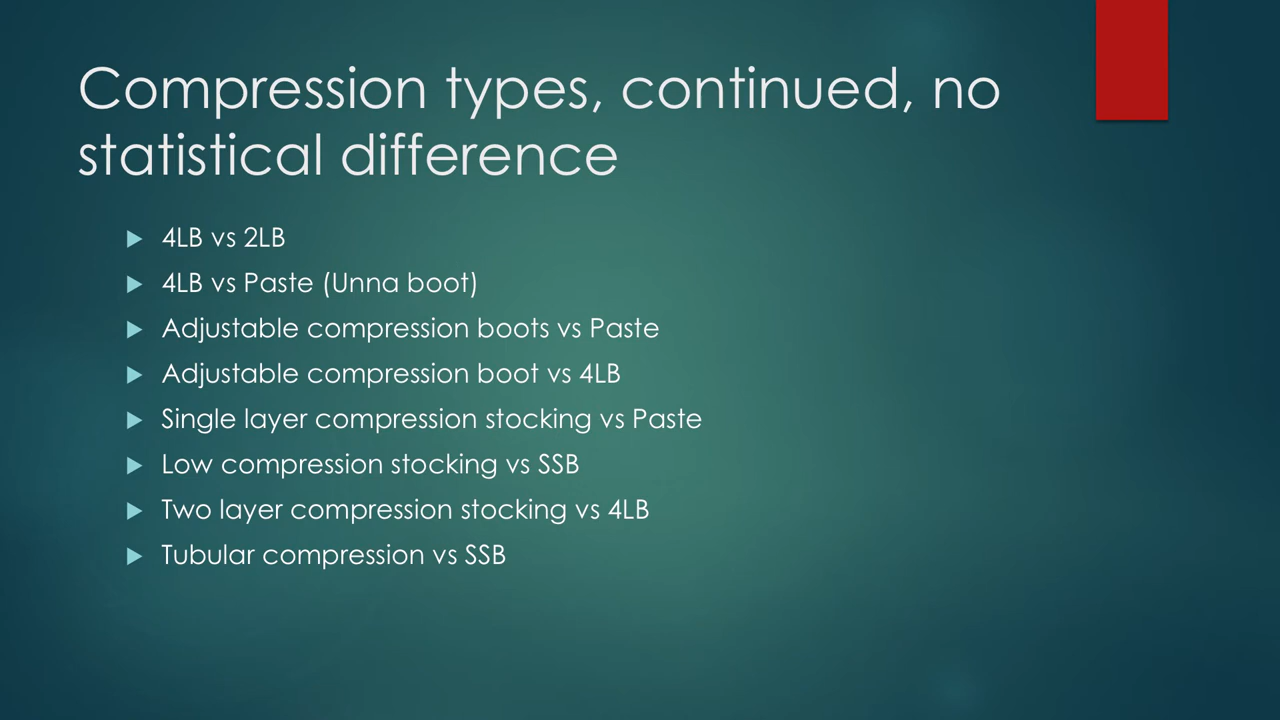 Compression types, continued, no
statistical difference
4LB vs 2LB
4LB vs Paste (Unna boot)
Adjustable compression boots vs Paste
Adjustable compression boot vs 4LB
Single layer compression stocking vs Paste
Low compression stocking vs SSB
Two layer compression stocking vs 4LB
Tubular compression vs SSB